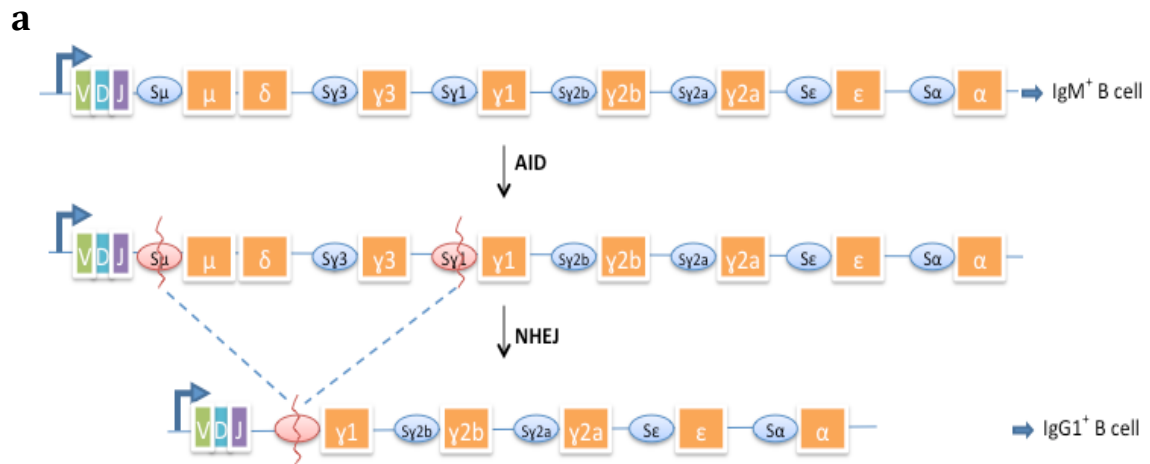 a
V D J Sμ μ δ Sγ3 γ3 Sγ1 γ1 Sγ2b γ2b Sγ2a γ2a Sε ε Sα α IgM⁺ B cell
AID
V D J Sμ μ δ Sγ3 γ3 Sγ1 γ1 Sγ2b γ2b Sγ2a γ2a Sε ε Sα α
NHEJ
V D J γ1 Sγ2b γ2b Sγ2a γ2a Sε ε Sα α IgG1⁺ B cell